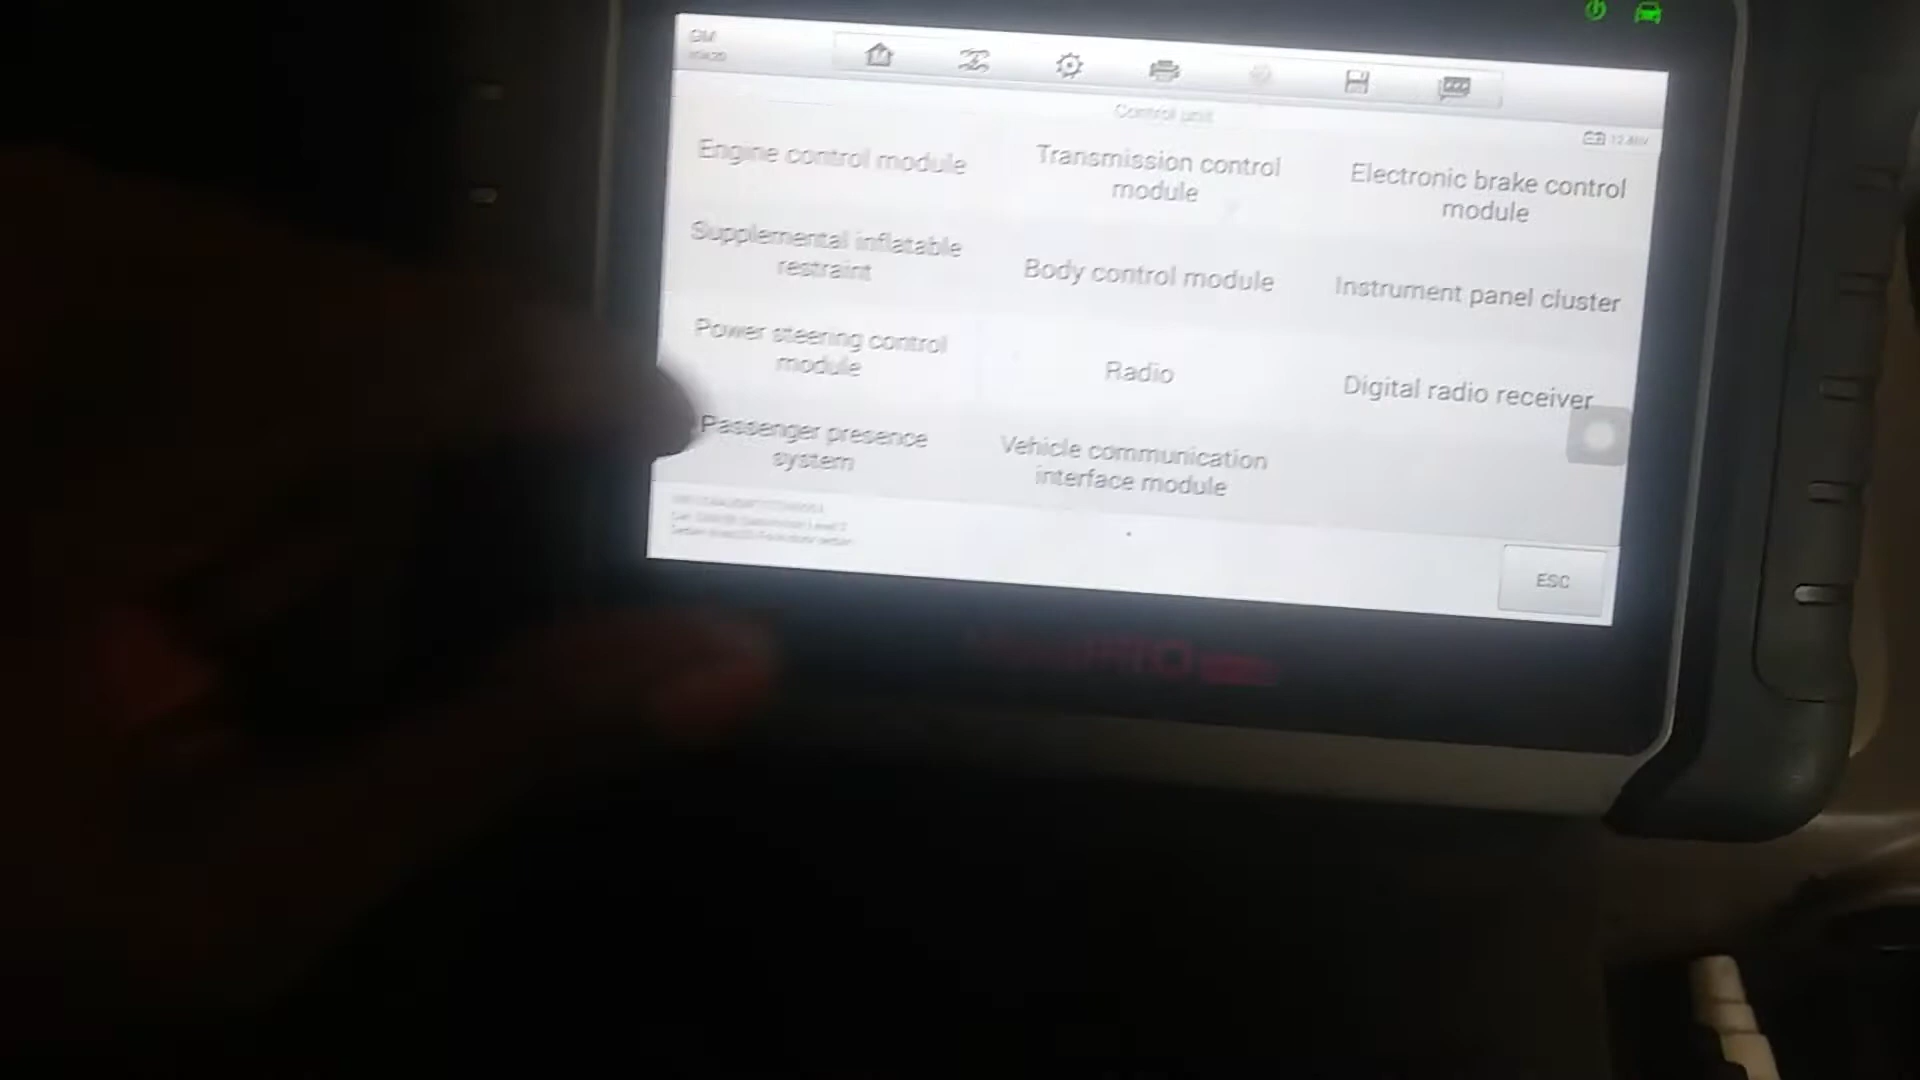 GM
Control unit
Engine control module
Transmission control
module
Electronic brake control
module
Supplemental inflatable
restraint
Body control module
Instrument panel cluster
Power steering control
module
Radio
Digital radio receiver
Passenger presence
system
Vehicle communication
interface module
ESC